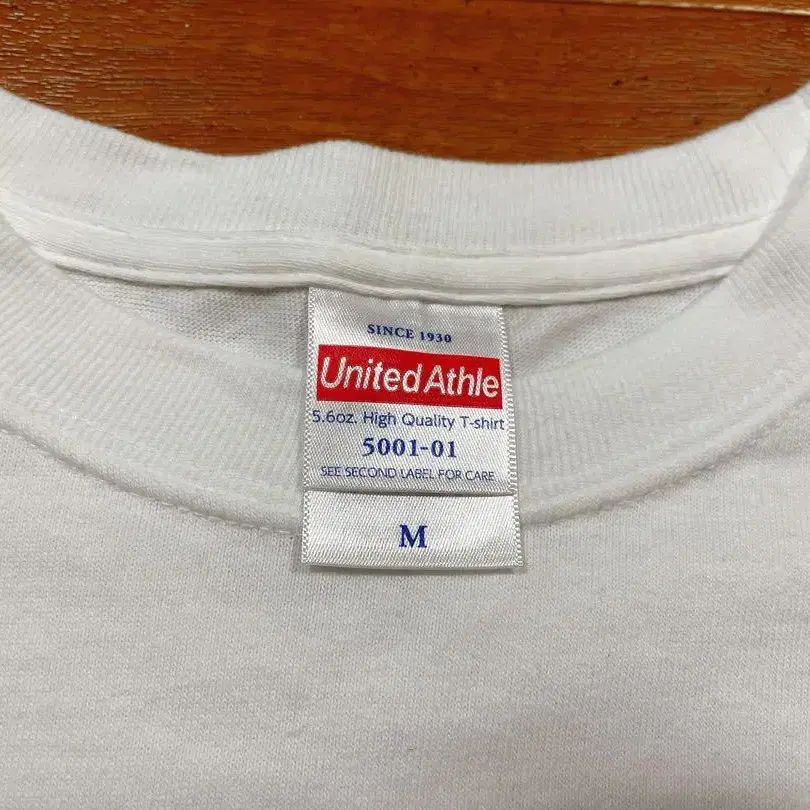 SINCE 1930
United Athle
5.6oz. High Quality T-shirt
5001-01
SEE SECOND LABEL FOR CARE
M